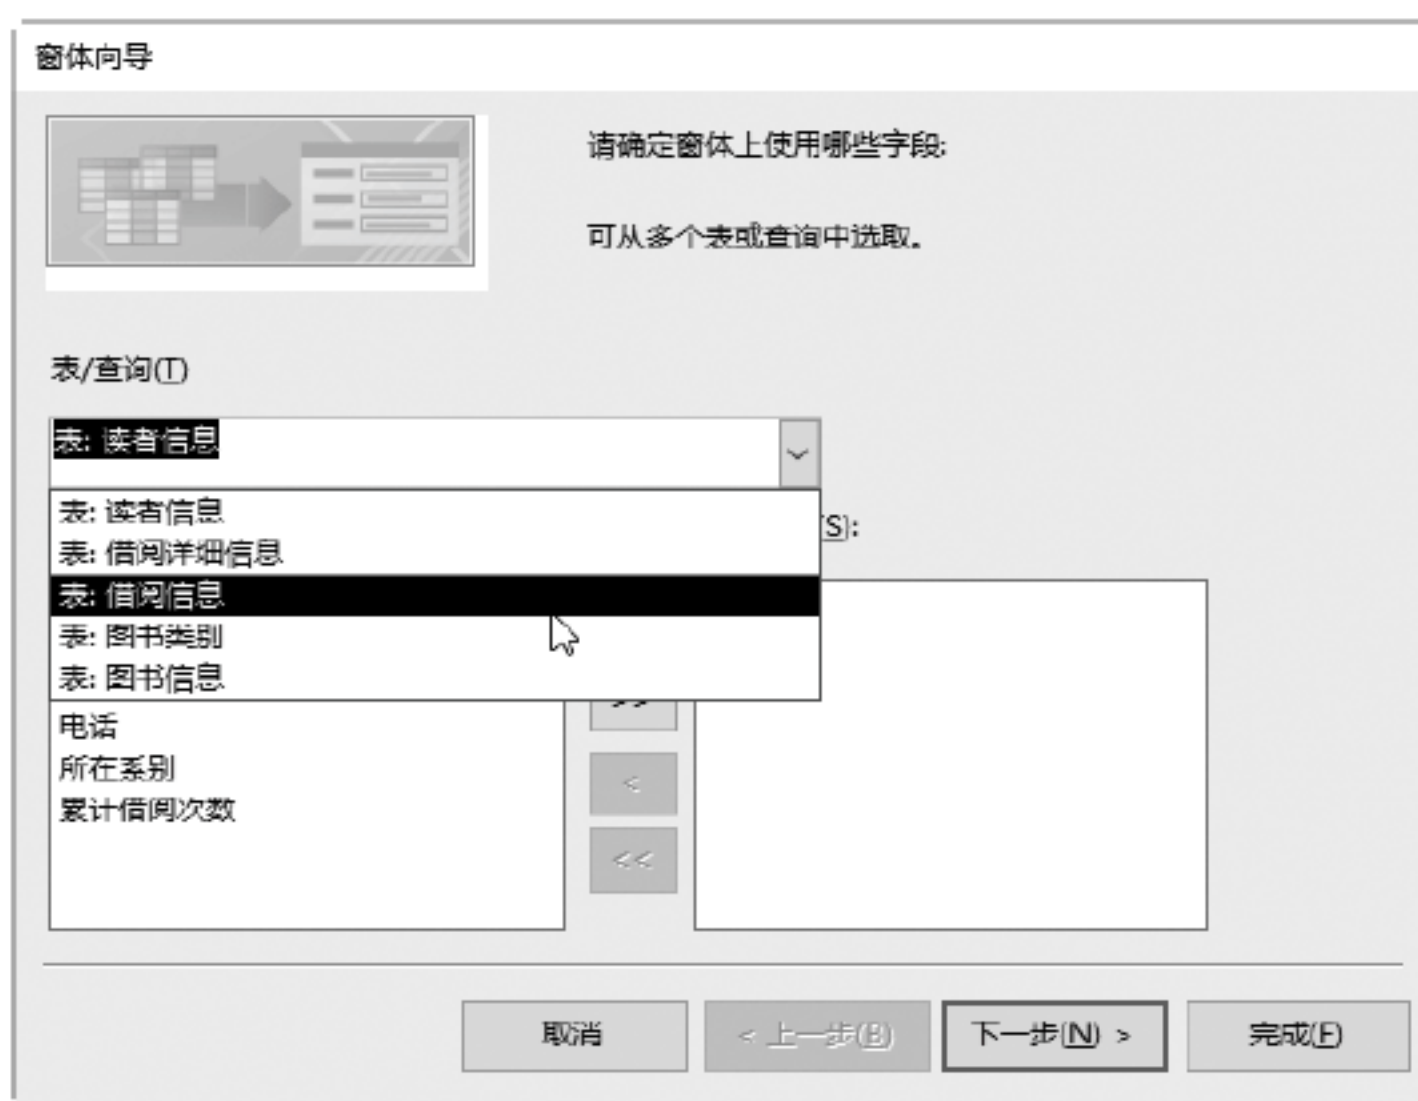 窗体向导
请确定窗体上使用哪些字段:
可从多个表或查询中选取。
表/查询(T)
表: 读者信息
表: 读者信息
表: 借阅详细信息
(S):
表: 借阅信息
表: 图书类别
表: 图书信息
>>
电话
所在系别
<
累计借阅次数
<<
取消
< 上一步(B)
下一步(N) >
完成(F)